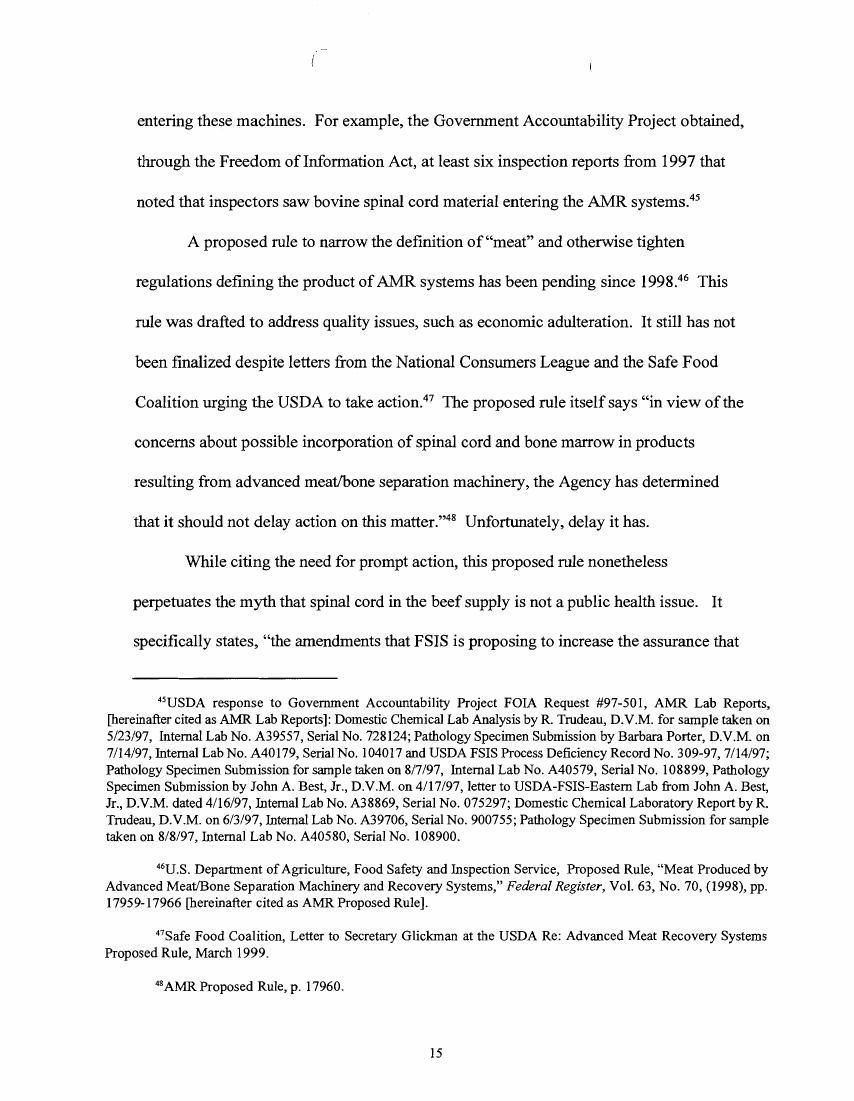 entering these machines. For example, the Government Accountability Project obtained,
through the Freedom of Information Act, at least six inspection reports from 1997 that
noted that inspectors saw bovine spinal cord material entering the AMR systems.45
A proposed rule to narrow the definition of “meat” and otherwise tighten
regulations defining the product of AMR systems has been pending since 1998.46 This
rule was drafted to address quality issues, such as economic adulteration. It still has not
been finalized despite letters from the National Consumers League and the Safe Food
Coalition urging the USDA to take action.47 The proposed rule itself says “in view of the
concerns about possible incorporation of spinal cord and bone marrow in products
resulting from advanced meat/bone separation machinery, the Agency has determined
that it should not delay action on this matter.”48 Unfortunately, delay it has.
While citing the need for prompt action, this proposed rule nonetheless
perpetuates the myth that spinal cord in the beef supply is not a public health issue. It
specifically states, “the amendments that FSIS is proposing to increase the assurance that
45USDA response to Government Accountability Project FOIA Request #97-501, AMR Lab Reports,
[hereinafter cited as AMR Lab Reports]: Domestic Chemical Lab Analysis by R. Trudeau, D.V.M. for sample taken on
5/23/97, Internal Lab No. A39557, Serial No. 728124; Pathology Specimen Submission by Barbara Porter, D.V.M. on
7/14/97, Internal Lab No. A40179, Serial No. 104017 and USDA FSIS Process Deficiency Record No. 309-97, 7/14/97;
Pathology Specimen Submission for sample taken on 8/7/97, Internal Lab No. A40579, Serial No. 108899, Pathology
Specimen Submission by John A. Best, Jr., D.V.M. on 4/17/97, letter to USDA-FSIS-Eastern Lab from John A. Best,
Jr., D.V.M. dated 4/16/97, Internal Lab No. A38869, Serial No. 075297; Domestic Chemical Laboratory Report by R.
Trudeau, D.V.M. on 6/3/97, Internal Lab No. A39706, Serial No. 900755; Pathology Specimen Submission for sample
taken on 8/8/97, Internal Lab No. A40580, Serial No. 108900.
46U.S. Department of Agriculture, Food Safety and Inspection Service, Proposed Rule, “Meat Produced by
Advanced Meat/Bone Separation Machinery and Recovery Systems,” Federal Register, Vol. 63, No. 70, (1998), pp.
17959-17966 [hereinafter cited as AMR Proposed Rule].
47Safe Food Coalition, Letter to Secretary Glickman at the USDA Re: Advanced Meat Recovery Systems
Proposed Rule, March 1999.
48AMR Proposed Rule, p. 17960.
15